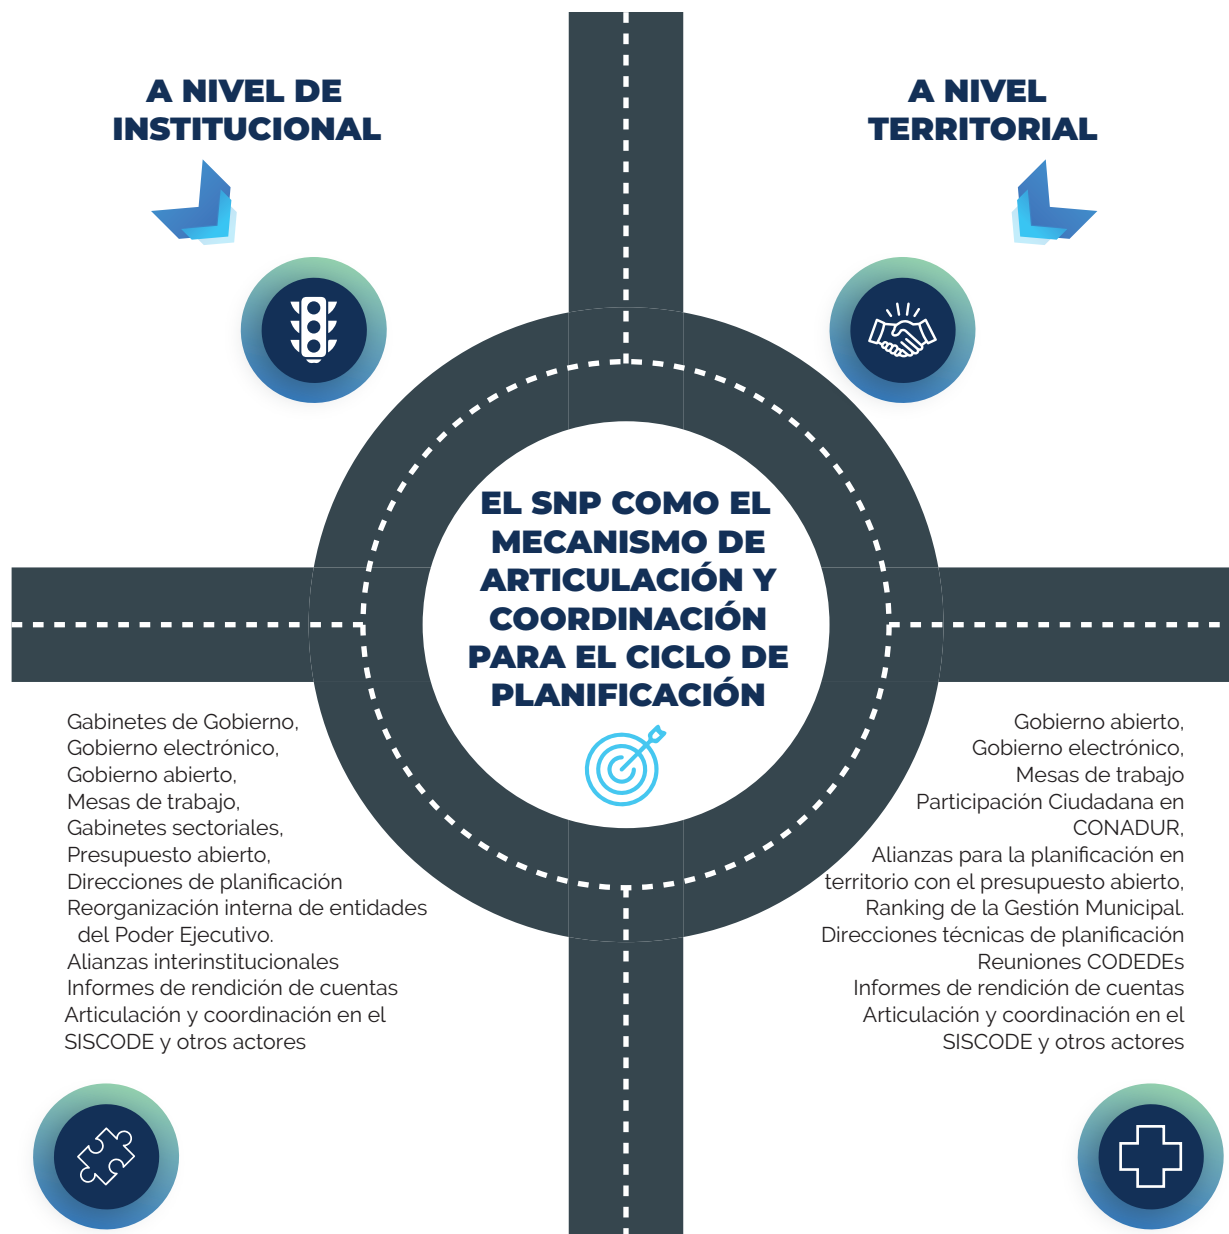 A NIVEL DE
INSTITUCIONAL
A NIVEL
TERRITORIAL
EL SNP COMO EL
MECANISMO DE
ARTICULACIÓN Y
COORDINACIÓN
PARA EL CICLO DE
PLANIFICACIÓN
Gabinetes de Gobierno,
Gobierno electrónico,
Gobierno abierto,
Mesas de trabajo,
Gabinetes sectoriales,
Presupuesto abierto,
Direcciones de planificación
Reorganización interna de entidades
del Poder Ejecutivo.
Alianzas interinstitucionales
Informes de rendición de cuentas
Articulación y coordinación en el
SISCODE y otros actores
Gobierno abierto,
Gobierno electrónico,
Mesas de trabajo
Participación Ciudadana en
CONADUR,
Alianzas para la planificación en
territorio con el presupuesto abierto,
Ranking de la Gestión Municipal.
Direcciones técnicas de planificación
Reuniones CODEDEs
Informes de rendición de cuentas
Articulación y coordinación en el
SISCODE y otros actores